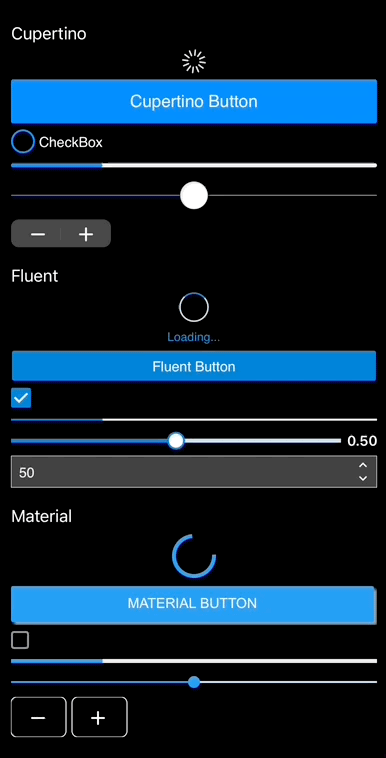 Cupertino
Cupertino Button
CheckBox
Fluent
Loading...
Fluent Button
0.50
50
Material
MATERIAL BUTTON